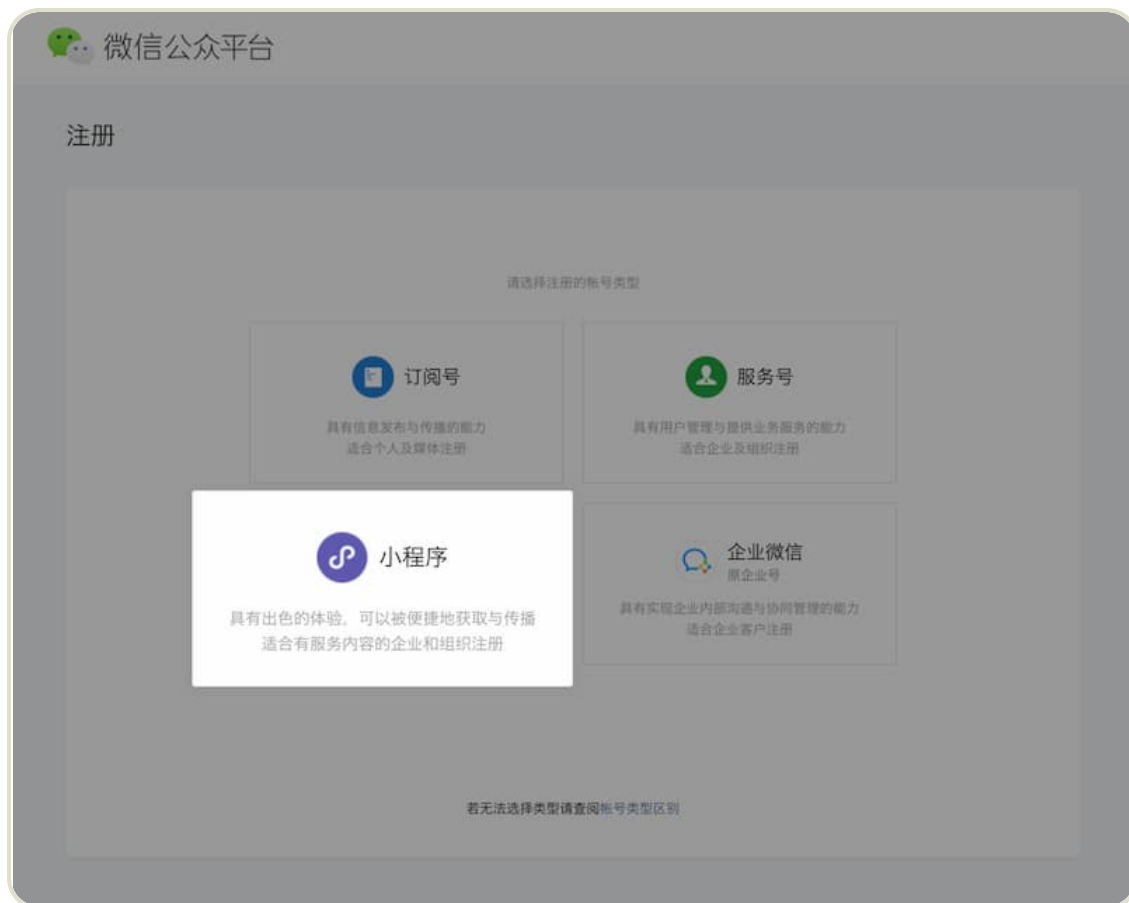 微信公众平台
注册
请选择注册的帐号类型
订阅号
具有信息发布与传播的能力
适合个人及媒体注册
服务号
具有用户管理与提供业务服务的能力
适合企业及组织注册
小程序
具有出色的体验，可以被便捷地获取与传播
适合有服务内容的企业和组织注册
企业微信
原企业号
具有实现企业内部沟通与协同管理的能力
适合企业客户注册
若无法选择类型请查阅帐号类型区别